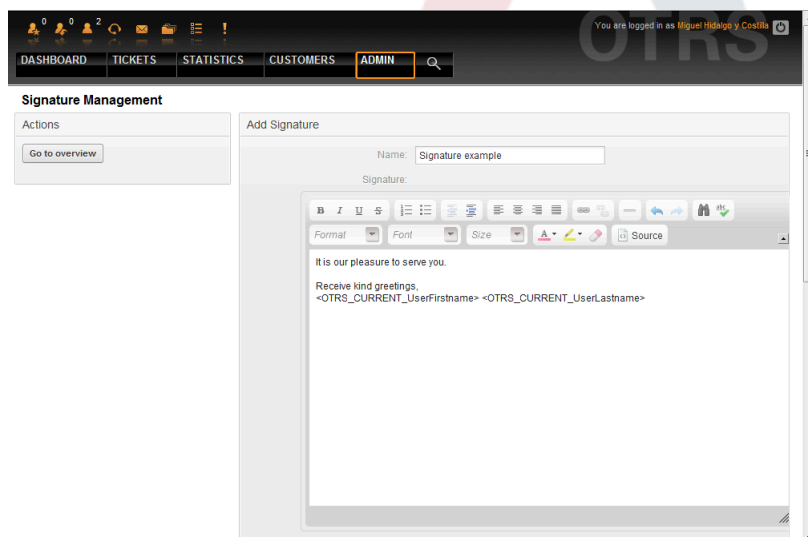 OTRS
0 0 2 !
You are logged in as Miguel Hidalgo y Costilla
DASHBOARD TICKETS STATISTICS CUSTOMERS ADMIN
Signature Management
Actions
Go to overview
Add Signature
Name: Signature example
Signature:
B I U S
Format Font Size A Source
It is our pleasure to serve you.
Receive kind greetings,
<OTRS_CURRENT_UserFirstname> <OTRS_CURRENT_UserLastname>